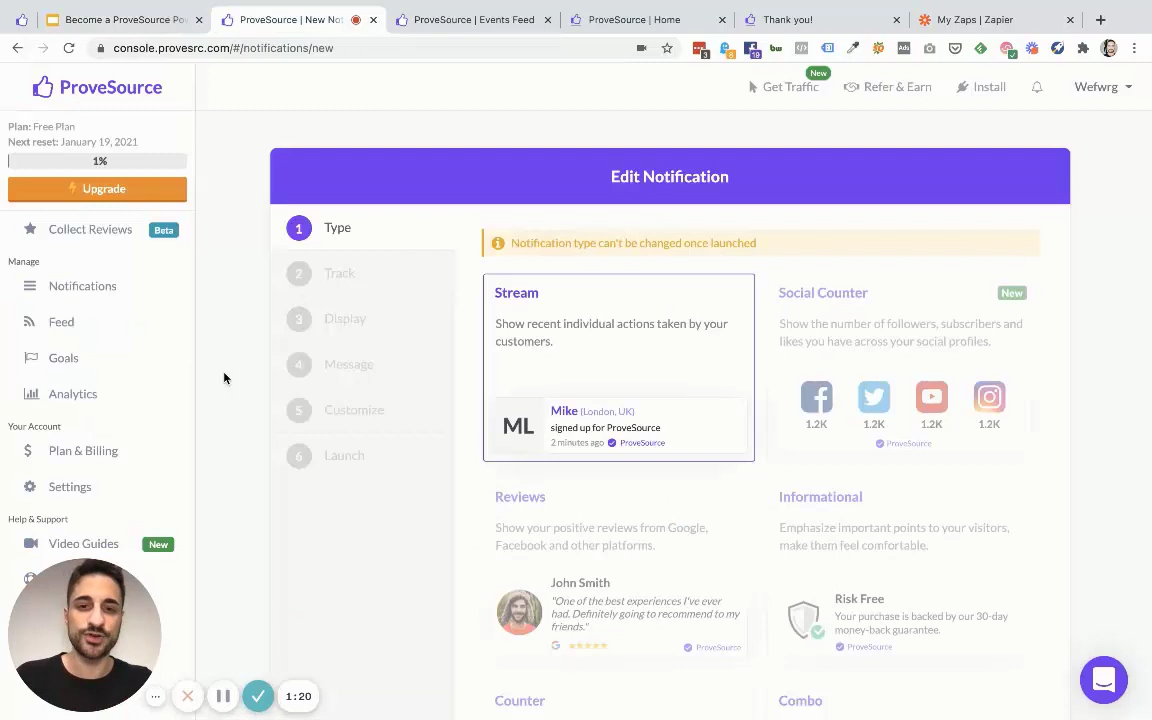 Become a ProveSource Po
ProveSource | New Not
ProveSource | Events Feed
ProveSource | Home
Thank you!
My Zaps | Zapier
console.provesrc.com/#/notifications/new
3
8
19
bw
Ads
ProveSource
New
Get Traffic
Refer & Earn
Install
Wefwrg
Plan: Free Plan
Next reset: January 19, 2021
1%
Upgrade
Collect Reviews Beta
Manage
Notifications
Feed
Goals
Analytics
Your Account
Plan & Billing
Settings
Help & Support
Video Guides New
1:20
Edit Notification
1 Type
2 Track
3 Display
4 Message
5 Customize
6 Launch
Notification type can't be changed once launched
Stream
Show recent individual actions taken by your
customers.
ML
Mike (London, UK)
signed up for ProveSource
2 minutes ago ProveSource
Social Counter New
Show the number of followers, subscribers and
likes you have across your social profiles.
1.2K 1.2K 1.2K 1.2K
ProveSource
Reviews
Show your positive reviews from Google,
Facebook and other platforms.
John Smith
"One of the best experiences I've ever
had. Definitely going to recommend to my
friends."
ProveSource
Informational
Emphasize important points to your visitors,
make them feel comfortable.
Risk Free
Your purchase is backed by our 30-day
money-back guarantee.
ProveSource
Counter
Combo